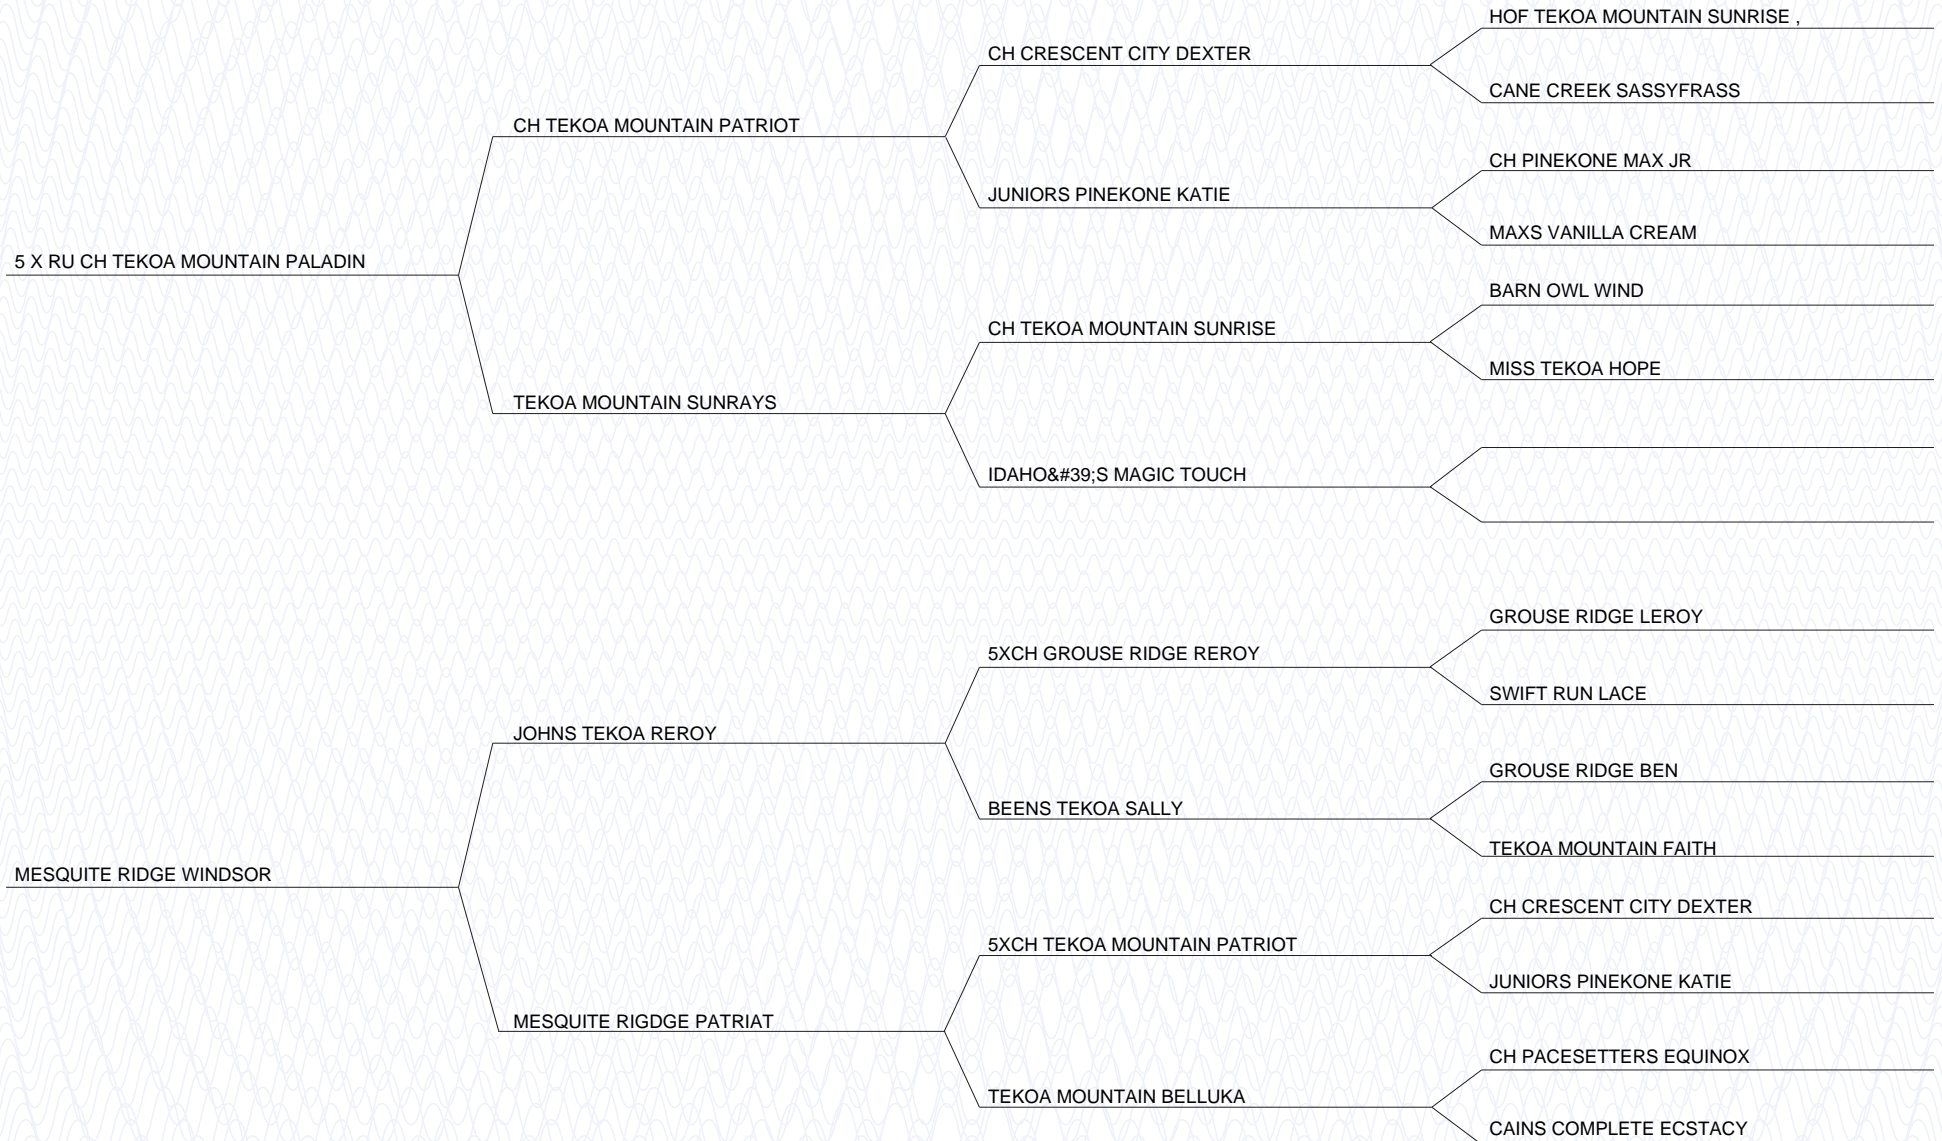 HOF TEKOA MOUNTAIN SUNRISE ,
CH CRESCENT CITY DEXTER
CANE CREEK SASSYFRASS
CH TEKOA MOUNTAIN PATRIOT
CH PINEKONE MAX JR
JUNIORS PINEKONE KATIE
MAXS VANILLA CREAM
5 X RU CH TEKOA MOUNTAIN PALADIN
BARN OWL WIND
CH TEKOA MOUNTAIN SUNRISE
MISS TEKOA HOPE
TEKOA MOUNTAIN SUNRAYS
IDAHO&#39;S MAGIC TOUCH
GROUSE RIDGE LEROY
5XCH GROUSE RIDGE REROY
SWIFT RUN LACE
JOHNS TEKOA REROY
GROUSE RIDGE BEN
BEENS TEKOA SALLY
TEKOA MOUNTAIN FAITH
MESQUITE RIDGE WINDSOR
CH CRESCENT CITY DEXTER
5XCH TEKOA MOUNTAIN PATRIOT
JUNIORS PINEKONE KATIE
MESQUITE RIGDGE PATRIAT
CH PACESETTERS EQUINOX
TEKOA MOUNTAIN BELLUKA
CAINS COMPLETE ECSTACY